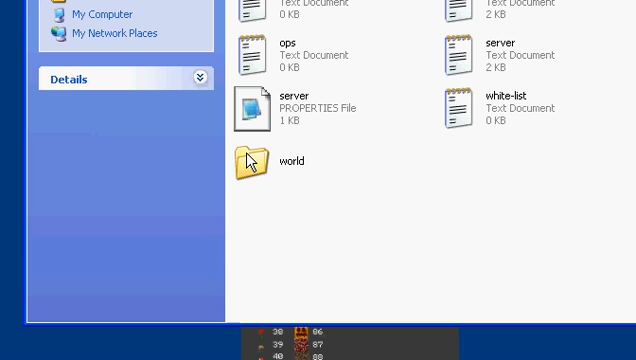 My Computer
My Network Places
Details
Text Document
0 KB
Text Document
2 KB
ops
Text Document
0 KB
server
Text Document
2 KB
server
PROPERTIES File
1 KB
white-list
Text Document
0 KB
world
38 86
39 87
40 88